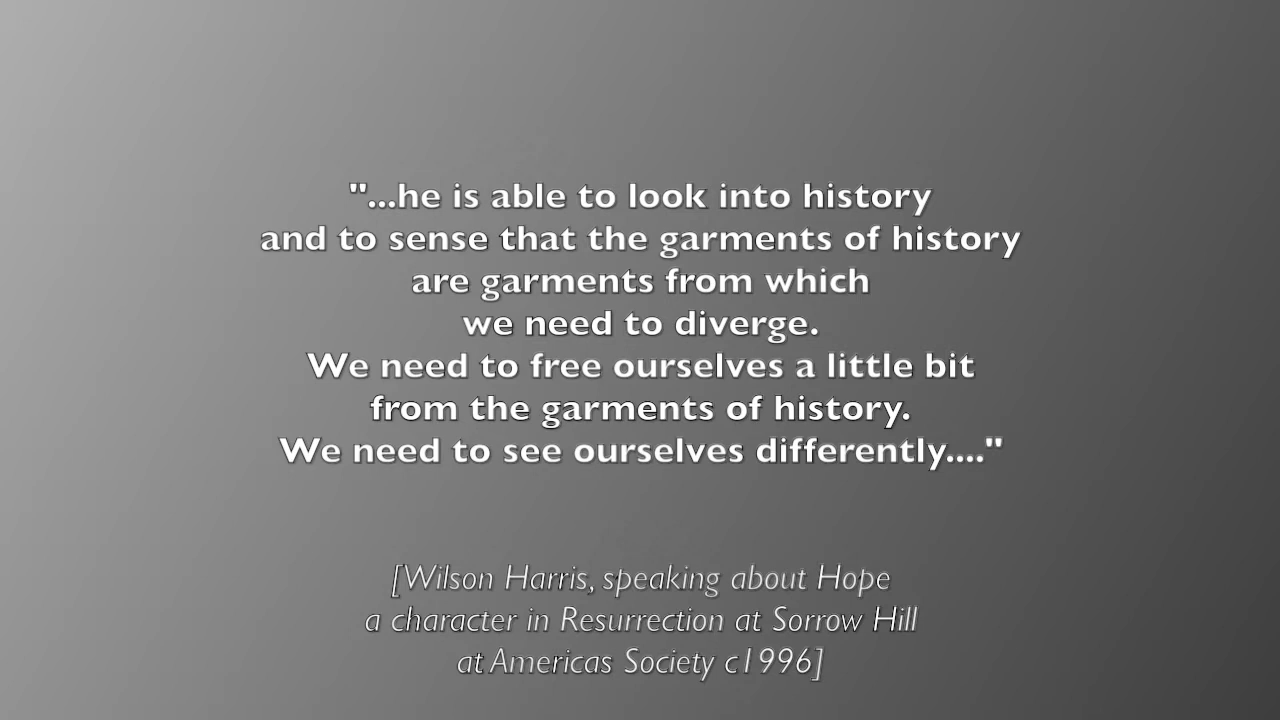 "...he is able to look into history
and to sense that the garments of history
are garments from which
we need to diverge.
We need to free ourselves a little bit
from the garments of history.
We need to see ourselves differently...."
[Wilson Harris, speaking about Hope
a character in Resurrection at Sorrow Hill
at Americas Society c1996]